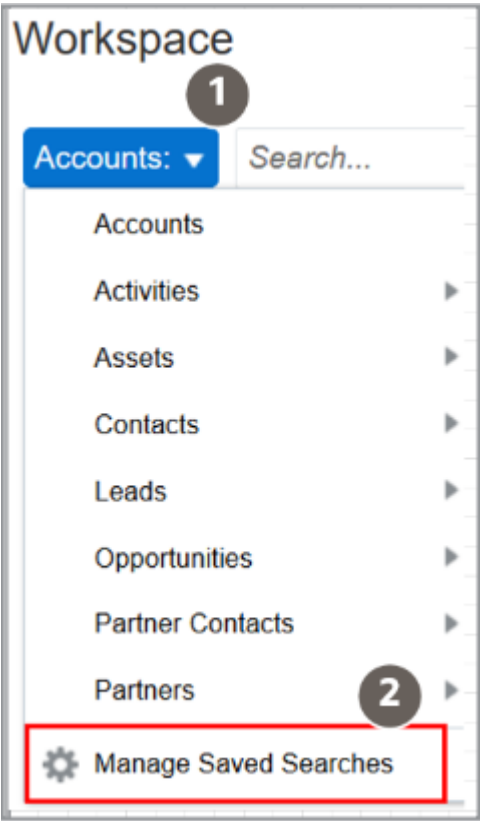 Workspace
1
Accounts: Search...
Accounts
Activities
Assets
Contacts
Leads
Opportunities
Partner Contacts
Partners
2
Manage Saved Searches